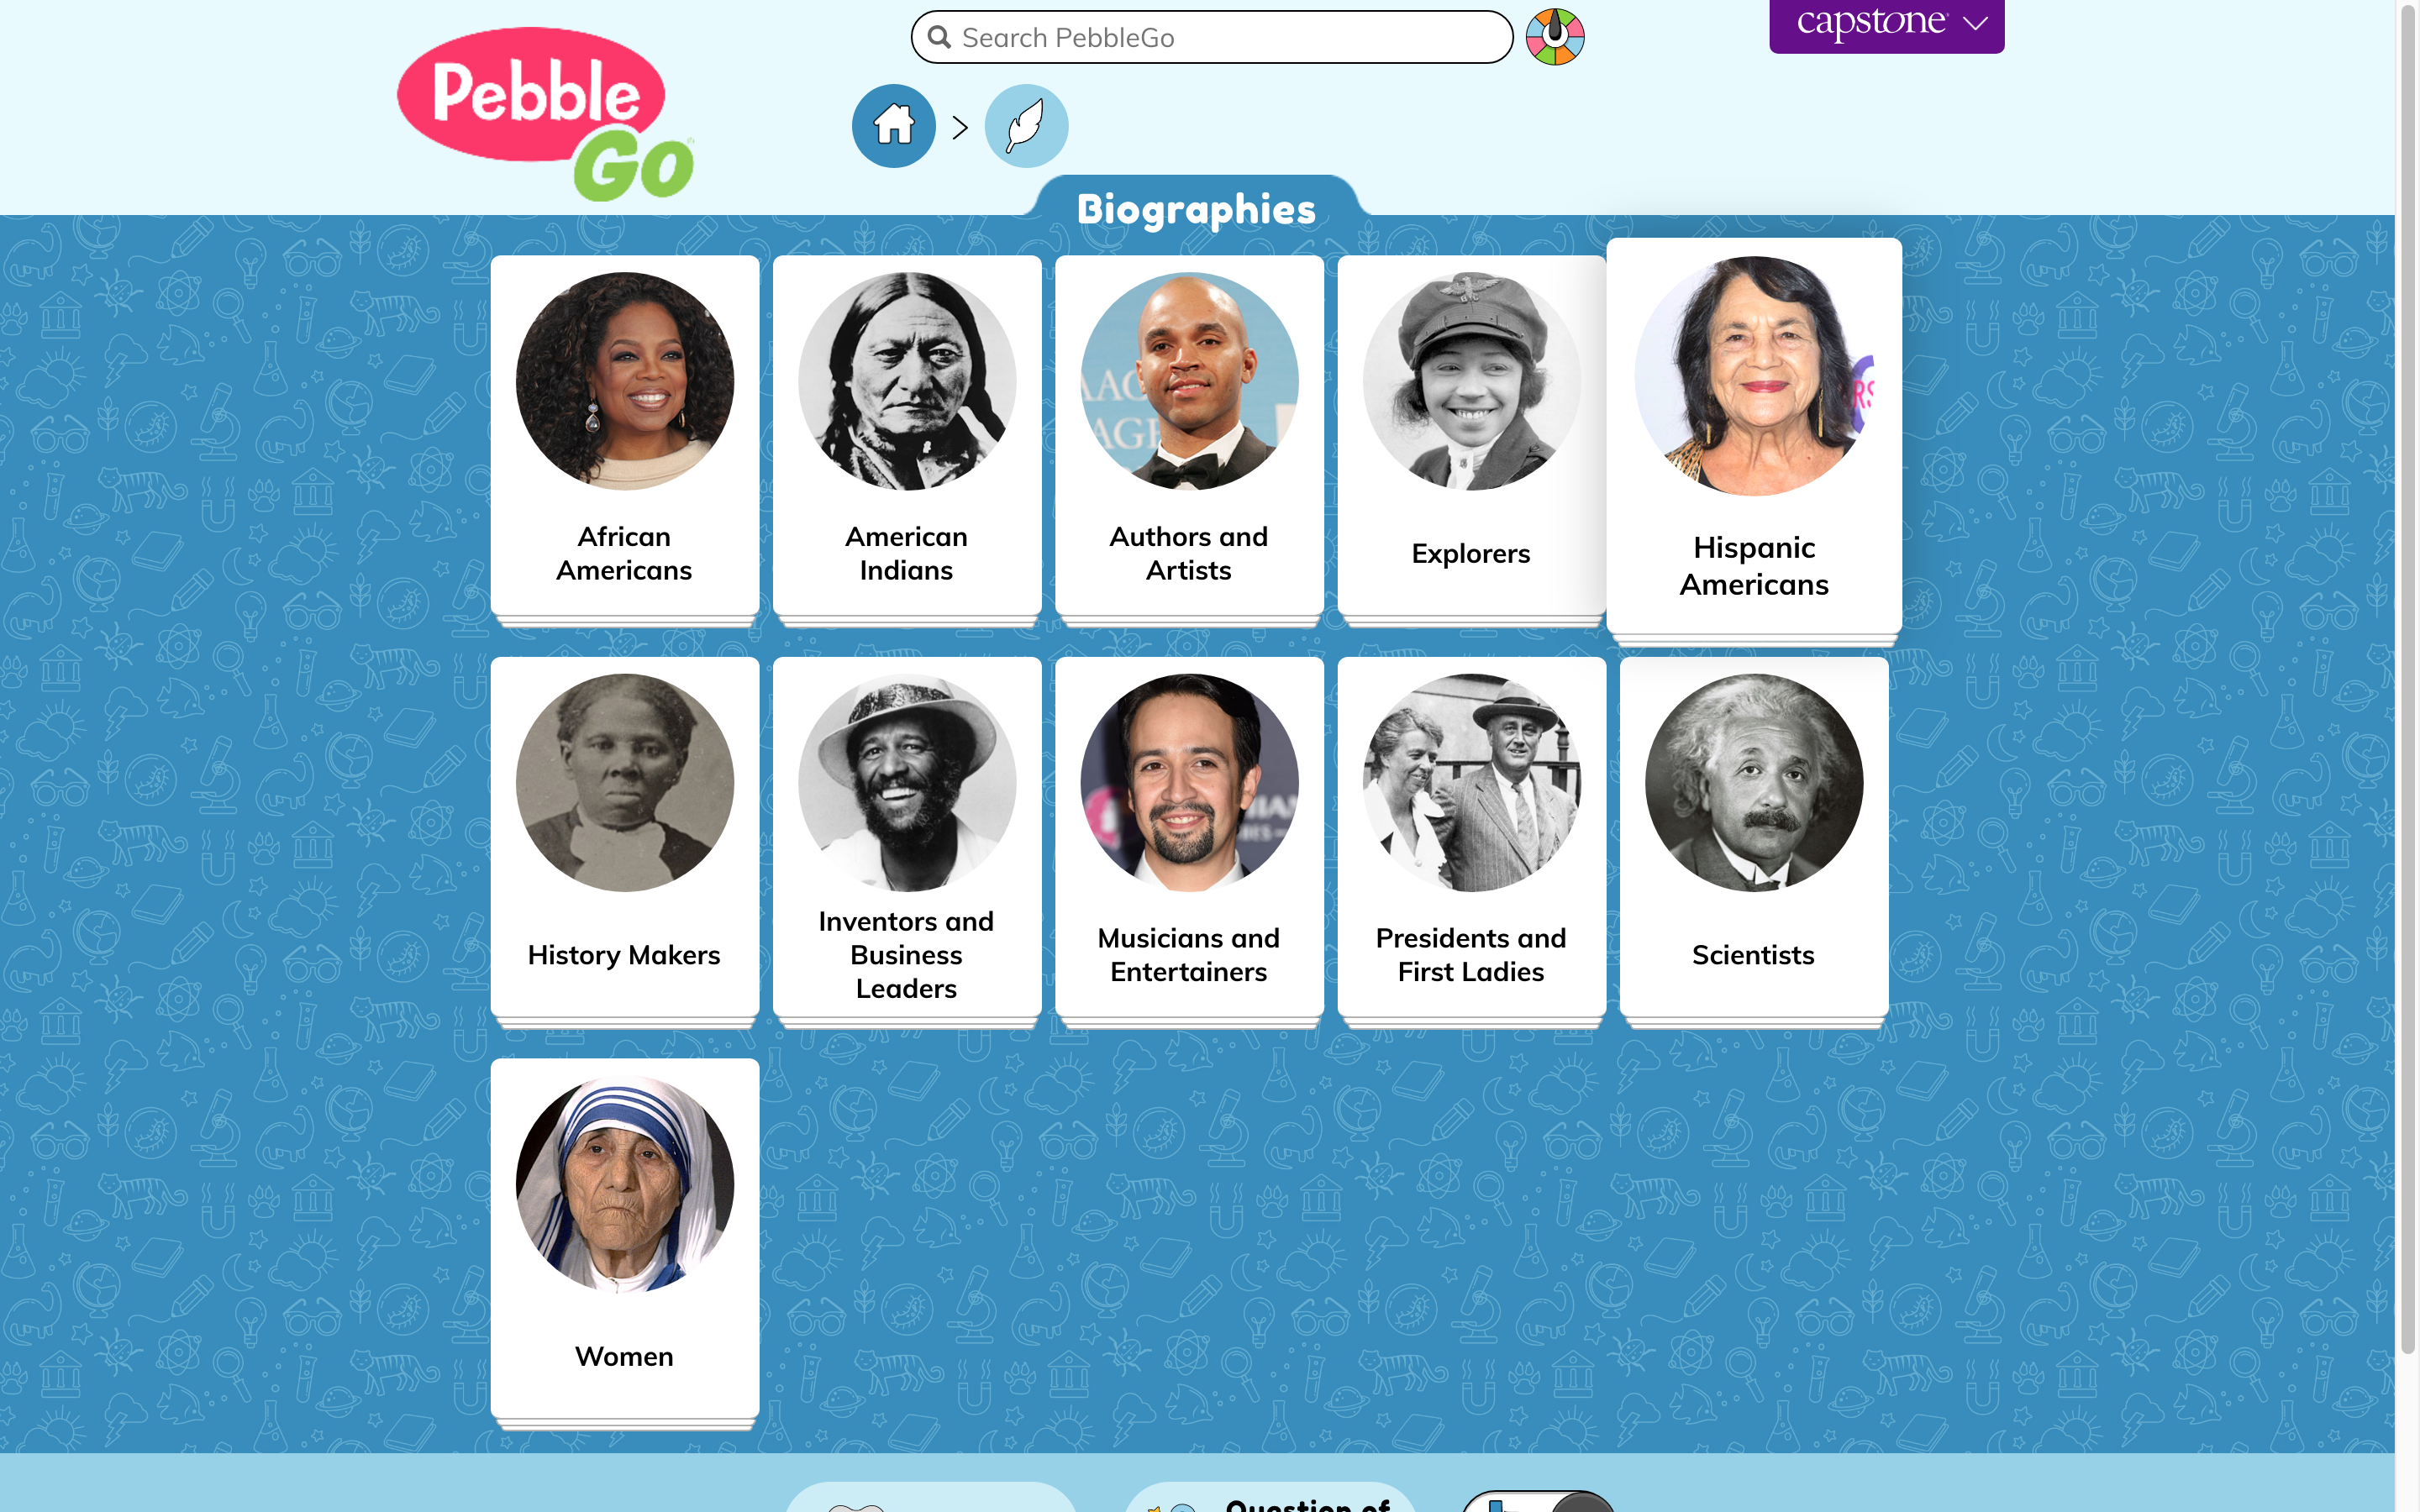 Search PebbleGo
capstone
Pebble
Go
Biographies
African
Americans
American
Indians
Authors and
Artists
Explorers
Hispanic
Americans
History Makers
Inventors and
Business
Leaders
Musicians and
Entertainers
Presidents and
First Ladies
Scientists
Women
Question of